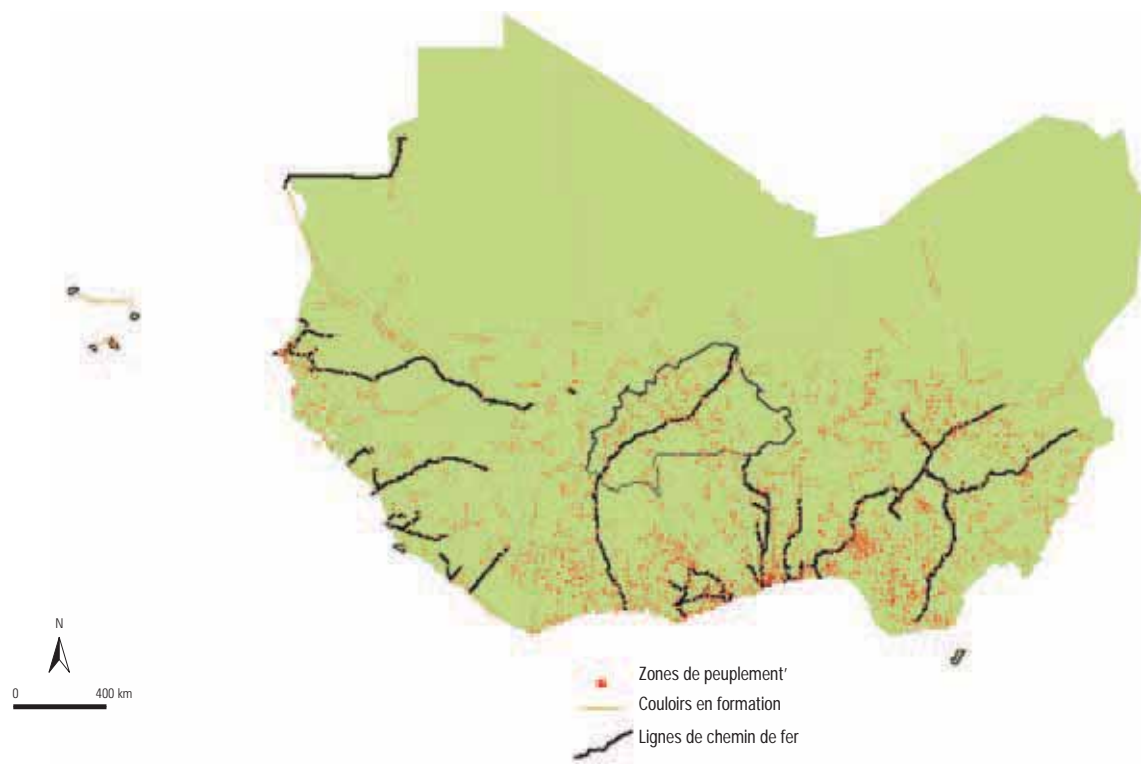 N
0 400 km
Zones de peuplement'
Couloirs en formation
Lignes de chemin de fer